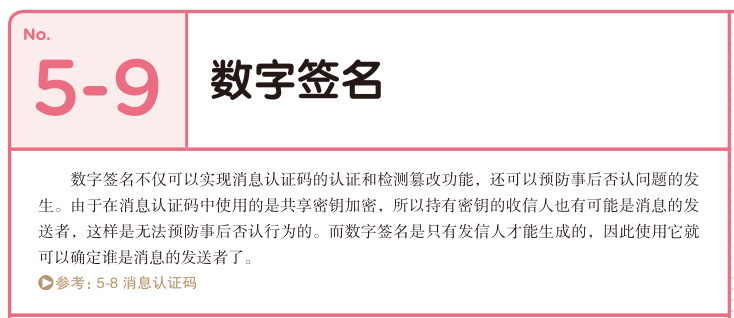 No.
5-9
数字签名
数字签名不仅可以实现消息认证码的认证和检测篡改功能，还可以预防事后否认问题的发
生。由于在消息认证码中使用的是共享密钥加密，所以持有密钥的收信人也有可能是消息的发
送者，这样是无法预防事后否认行为的。而数字签名是只有发信人才能生成的，因此使用它就
可以确定谁是消息的发送者了。
参考：5-8 消息认证码